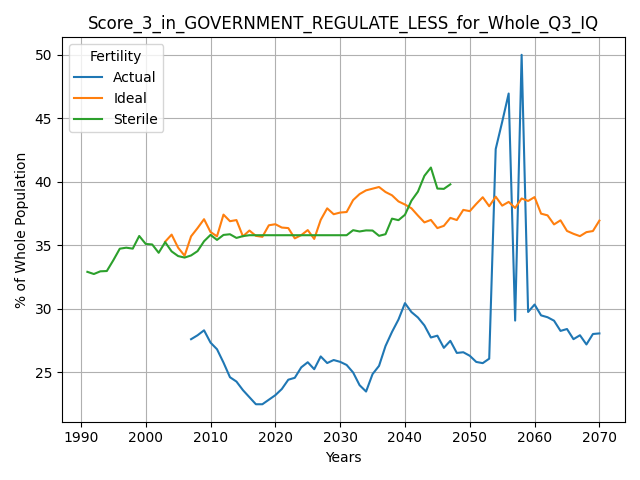 Score_3_in_GOVERNMENT_REGULATE_LESS_for_Whole_Q3_IQ
Fertility
Actual
Ideal
Sterile
% of Whole Population
50
45
40
35
30
25
1990 2000 2010 2020 2030 2040 2050 2060 2070
Years